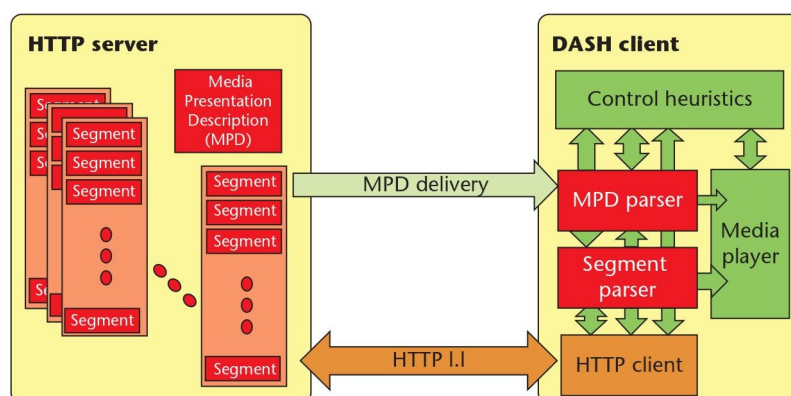 HTTP server
Media
Presentation
Description
(MPD)
Segment
Segment
Segment
Segment
Segment
Segment
Segment
Segment
Segment
Segment
DASH client
Control heuristics
MPD delivery
MPD parser
Segment
parser
Media
player
HTTP 1.1
HTTP client